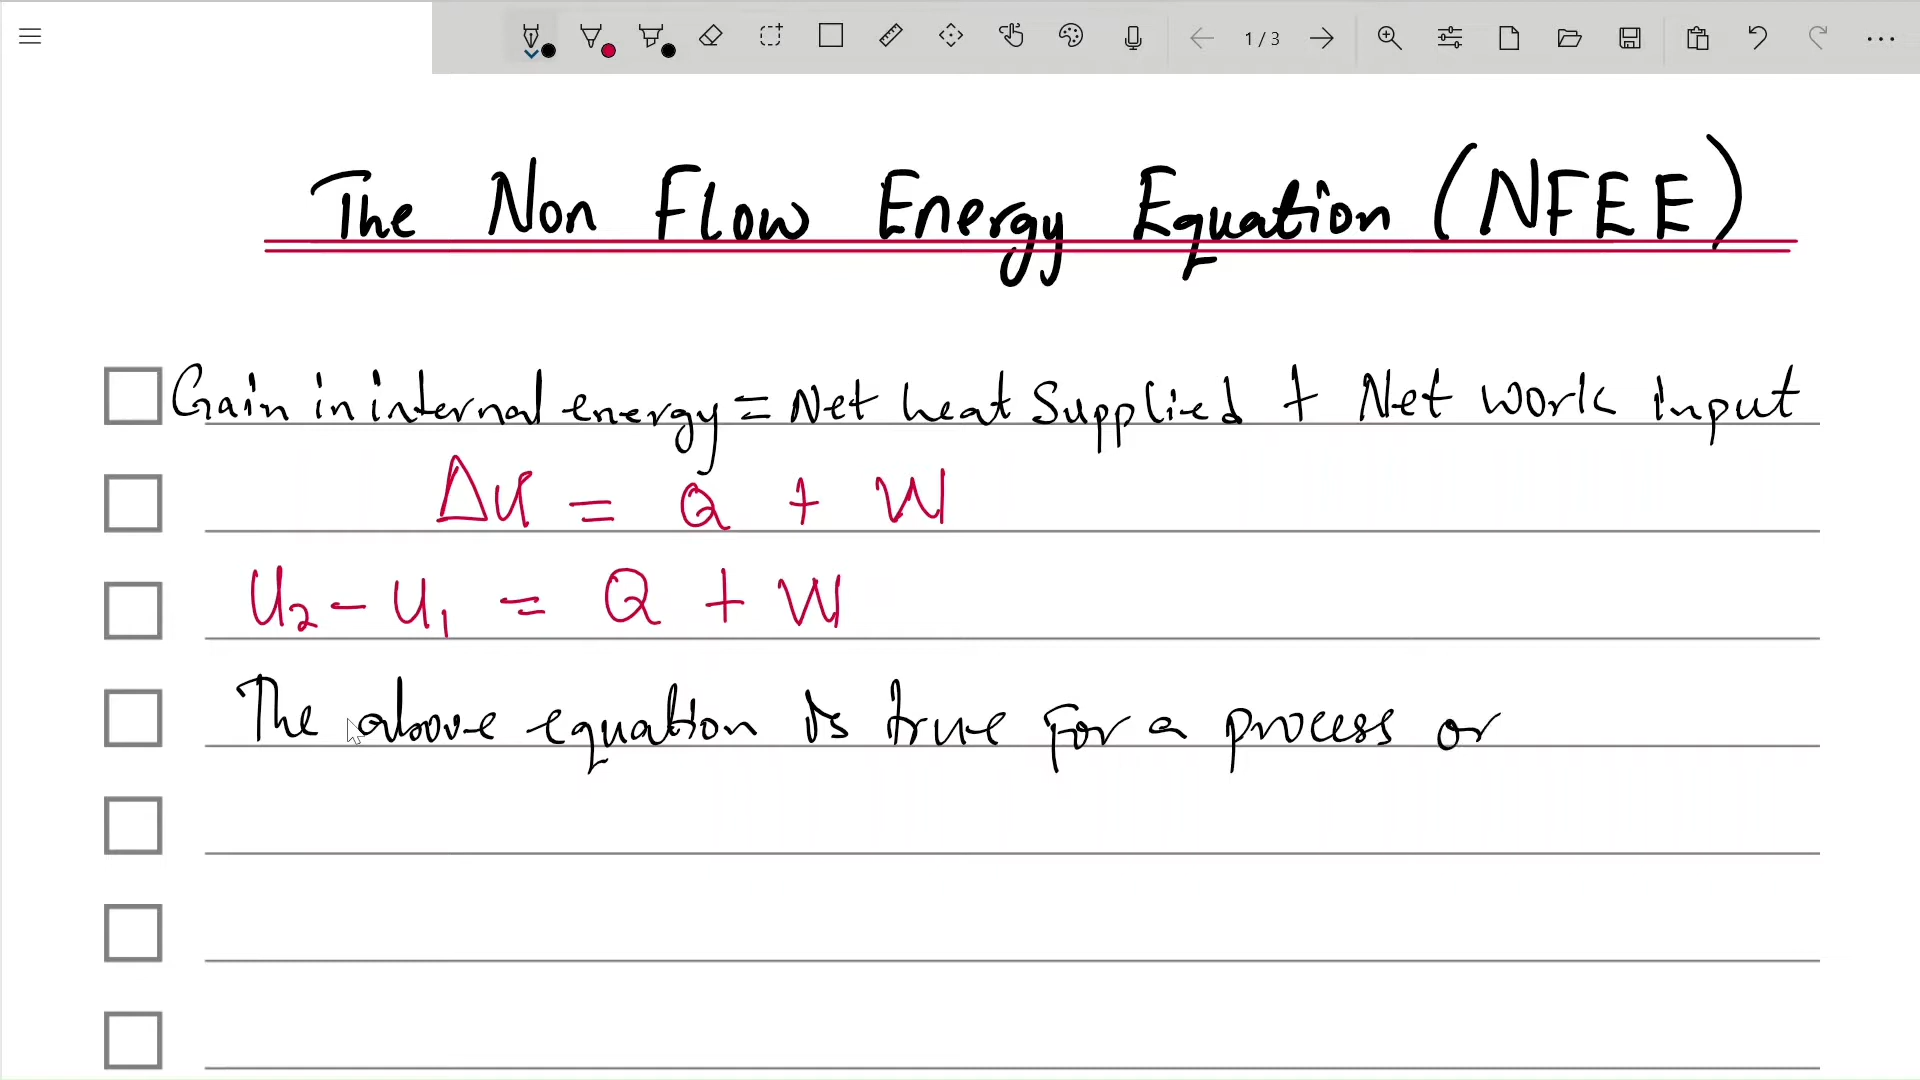 1 / 3
The Non Flow Energy Equation (NFEE)
Gain in internal energy = Net heat Supplied + Net work input
Δu = Q + W
U₂ - U₁ = Q + W
The above equation is true for a process or